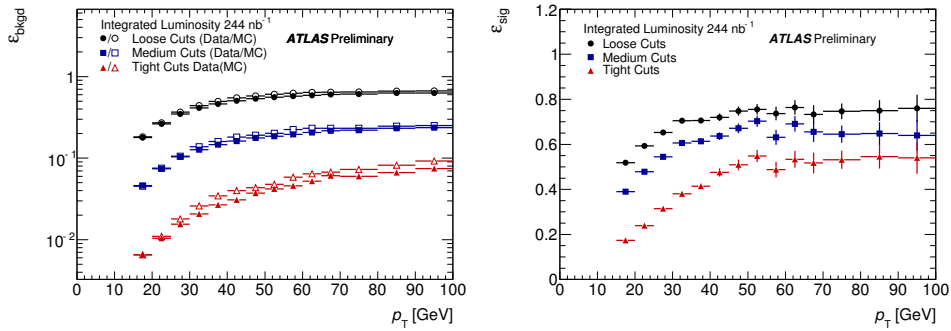 Integrated Luminosity 244 nb⁻¹
●/○ Loose Cuts (Data/MC)
■/□ Medium Cuts (Data/MC)
▲/△ Tight Cuts Data(MC)
ATLAS Preliminary
ε_bkgd
1
10⁻¹
10⁻²
0 10 20 30 40 50 60 70 80 90 100
p_T [GeV]
Integrated Luminosity 244 nb⁻¹
Loose Cuts
Medium Cuts
Tight Cuts
ATLAS Preliminary
ε_sig
1.2
1
0.8
0.6
0.4
0.2
0
0 10 20 30 40 50 60 70 80 90 100
p_T [GeV]